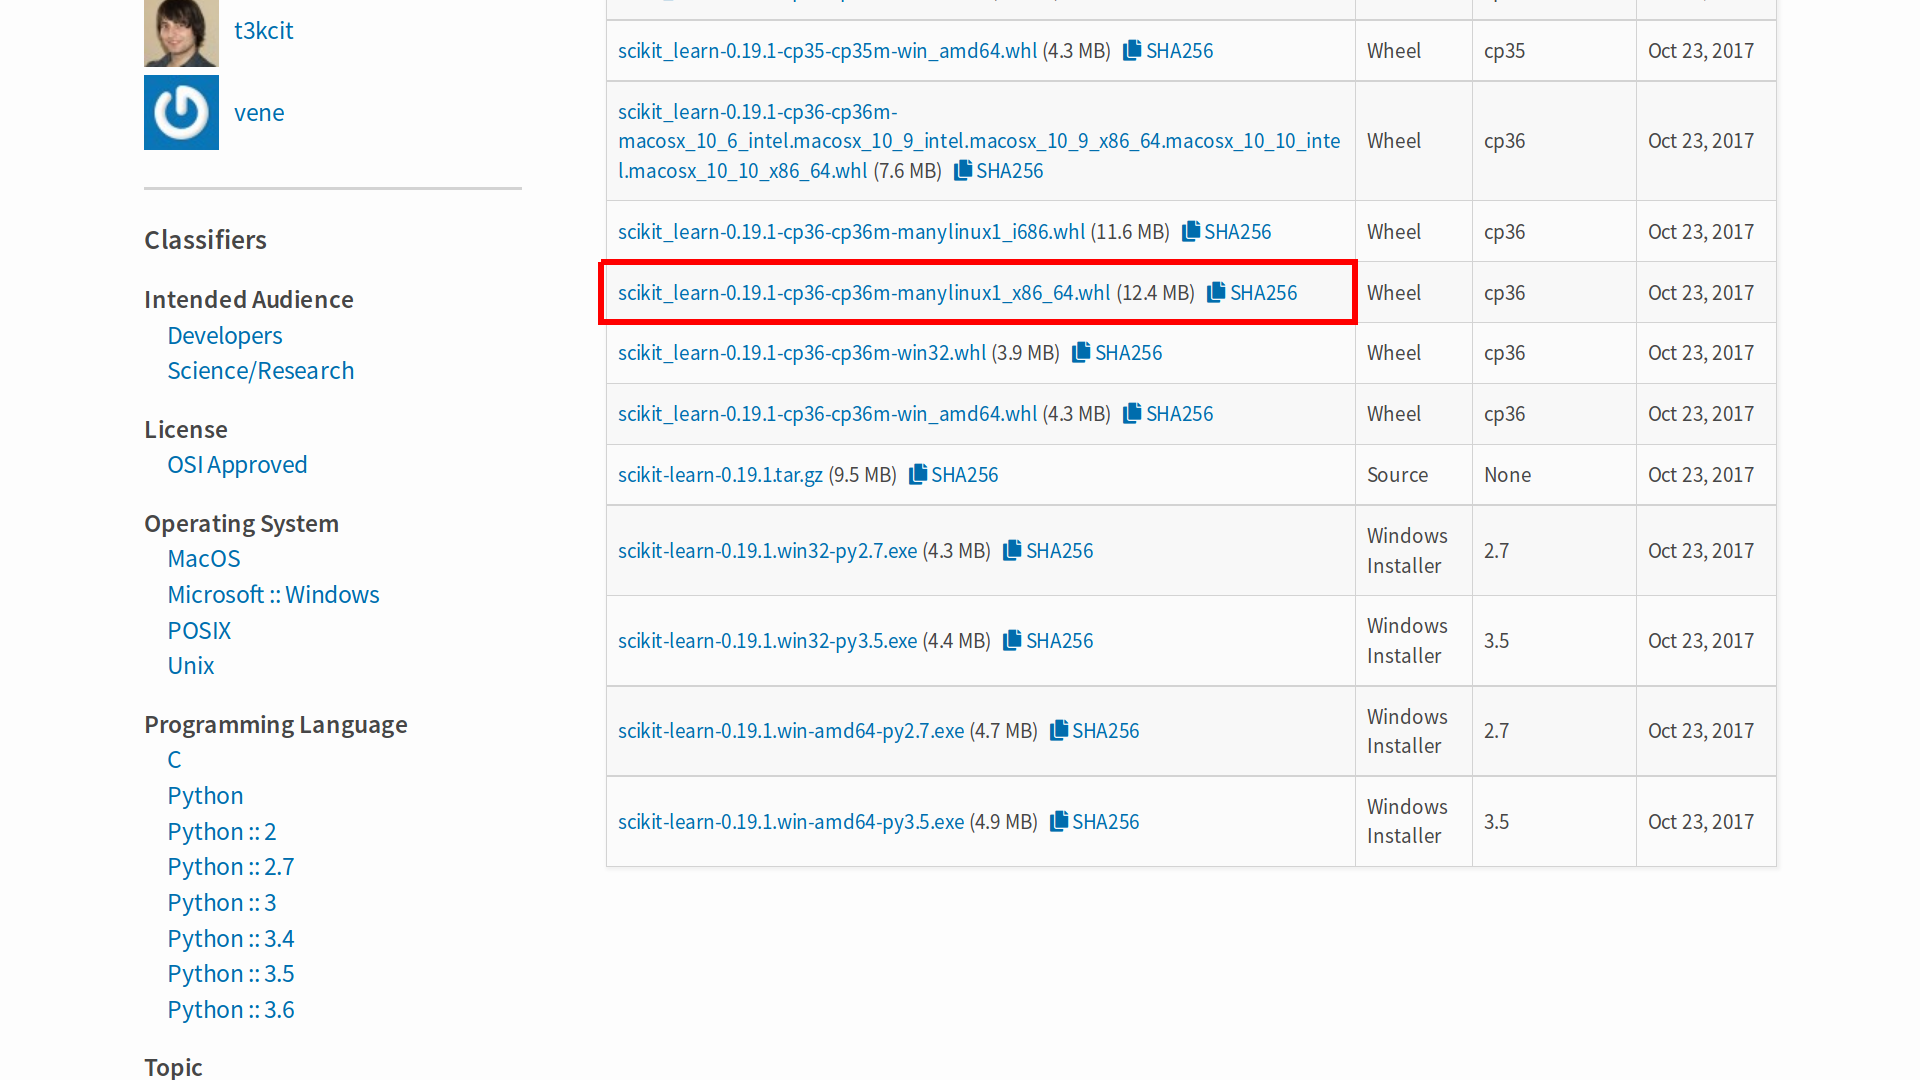 t3kcit
vene
Classifiers
Intended Audience
Developers
Science/Research
License
OSI Approved
Operating System
MacOS
Microsoft :: Windows
POSIX
Unix
Programming Language
C
Python
Python :: 2
Python :: 2.7
Python :: 3
Python :: 3.4
Python :: 3.5
Python :: 3.6
Topic
scikit_learn-0.19.1-cp35-cp35m-win_amd64.whl (4.3 MB) SHA256 Wheel cp35 Oct 23, 2017
scikit_learn-0.19.1-cp36-cp36m-
macosx_10_6_intel.macosx_10_9_intel.macosx_10_9_x86_64.macosx_10_10_inte
l.macosx_10_10_x86_64.whl (7.6 MB) SHA256 Wheel cp36 Oct 23, 2017
scikit_learn-0.19.1-cp36-cp36m-manylinux1_i686.whl (11.6 MB) SHA256 Wheel cp36 Oct 23, 2017
scikit_learn-0.19.1-cp36-cp36m-manylinux1_x86_64.whl (12.4 MB) SHA256 Wheel cp36 Oct 23, 2017
scikit_learn-0.19.1-cp36-cp36m-win32.whl (3.9 MB) SHA256 Wheel cp36 Oct 23, 2017
scikit_learn-0.19.1-cp36-cp36m-win_amd64.whl (4.3 MB) SHA256 Wheel cp36 Oct 23, 2017
scikit-learn-0.19.1.tar.gz (9.5 MB) SHA256 Source None Oct 23, 2017
scikit-learn-0.19.1.win32-py2.7.exe (4.3 MB) SHA256 Windows Installer 2.7 Oct 23, 2017
scikit-learn-0.19.1.win32-py3.5.exe (4.4 MB) SHA256 Windows Installer 3.5 Oct 23, 2017
scikit-learn-0.19.1.win-amd64-py2.7.exe (4.7 MB) SHA256 Windows Installer 2.7 Oct 23, 2017
scikit-learn-0.19.1.win-amd64-py3.5.exe (4.9 MB) SHA256 Windows Installer 3.5 Oct 23, 2017